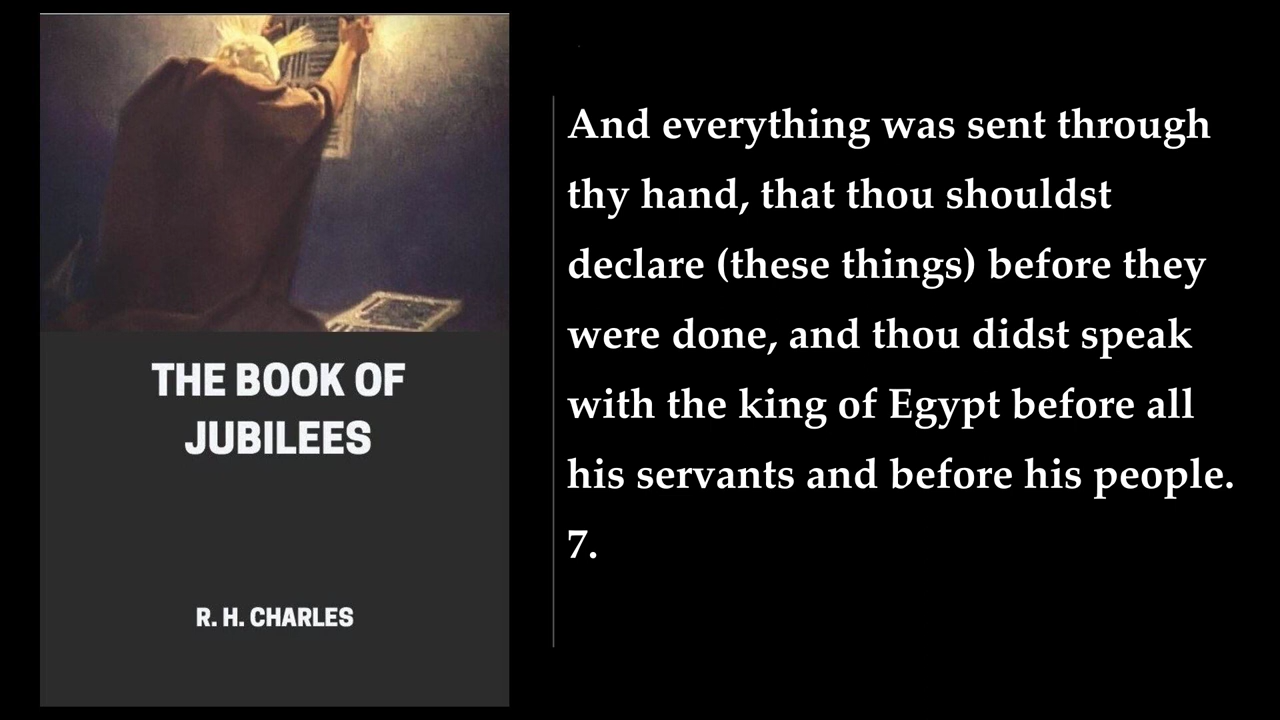 THE BOOK OF
JUBILEES
R. H. CHARLES
And everything was sent through
thy hand, that thou shouldst
declare (these things) before they
were done, and thou didst speak
with the king of Egypt before all
his servants and before his people.
7.